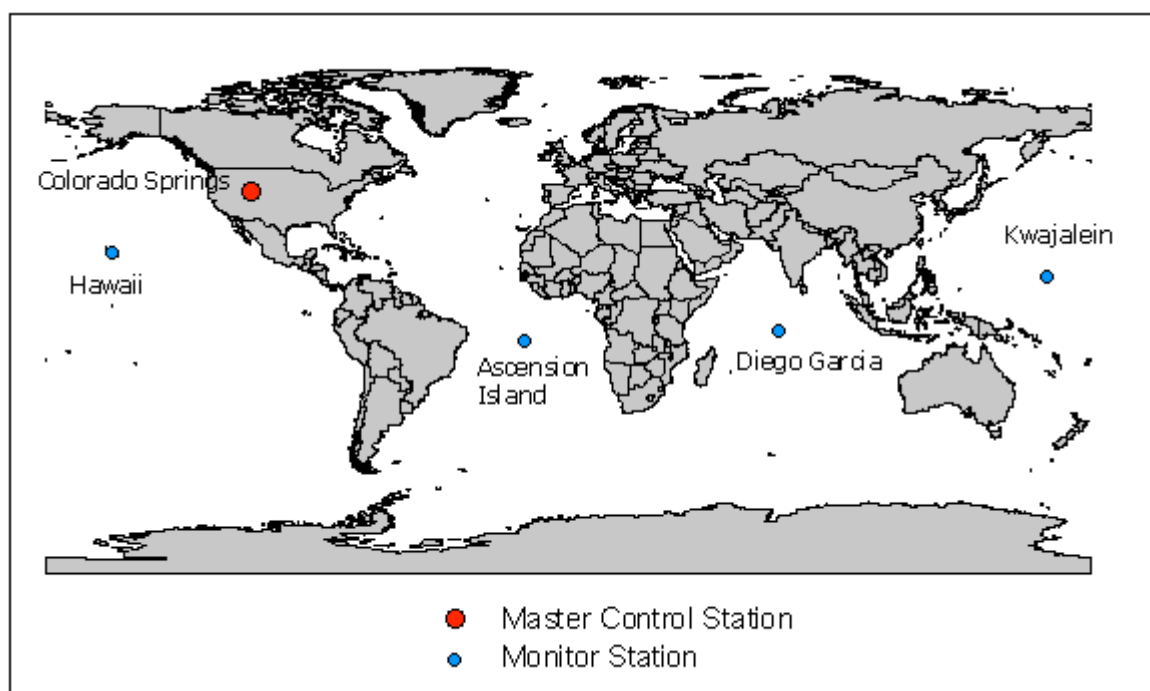 Colorado Springs
Hawaii
Kwajalein
Ascension
Island
Diego Garcia
Master Control Station
Monitor Station